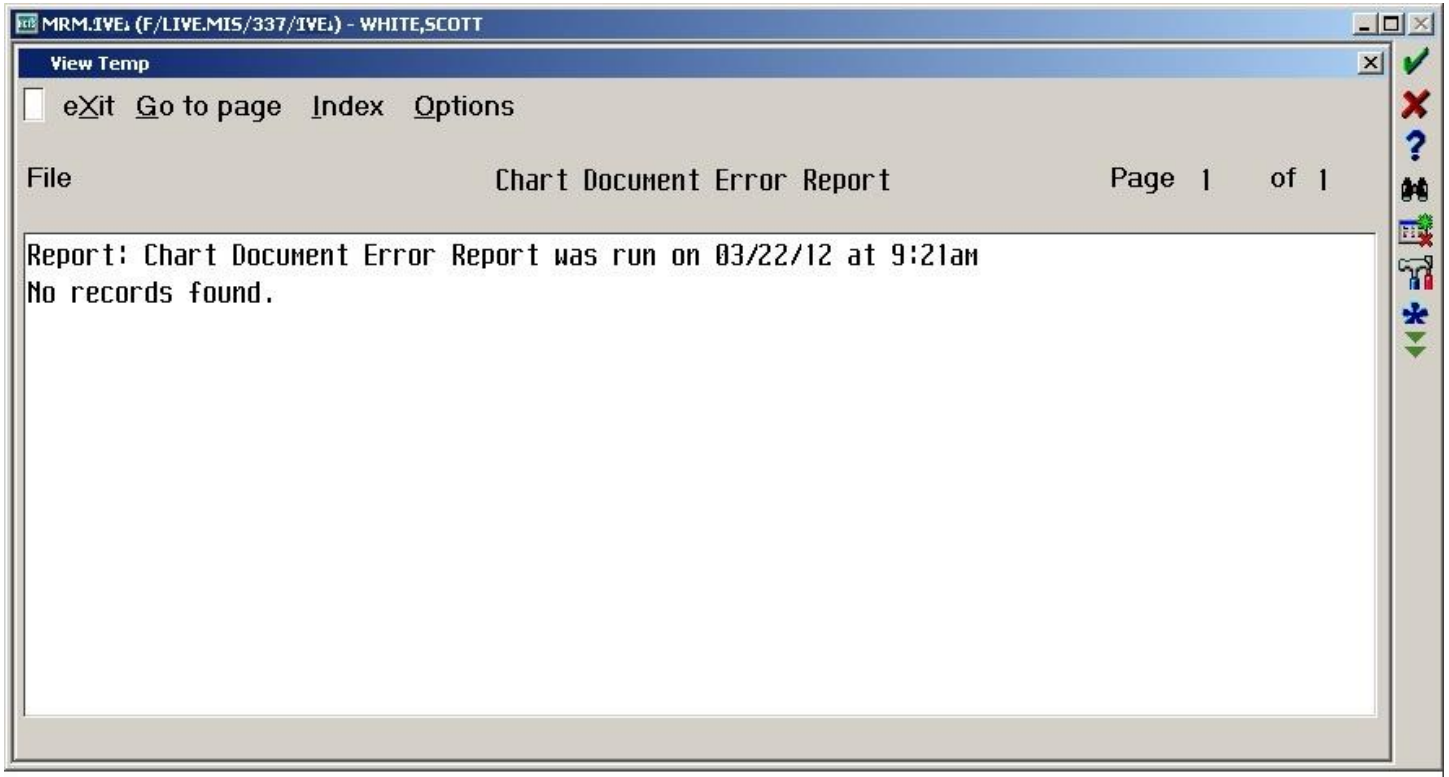 MRM.IVE (F/LIVE.MIS/337/IVE) - WHITE,SCOTT
View Temp
eXit Go to page Index Options
File Chart Document Error Report Page 1 of 1
Report: Chart Document Error Report was run on 03/22/12 at 9:21am
No records found.